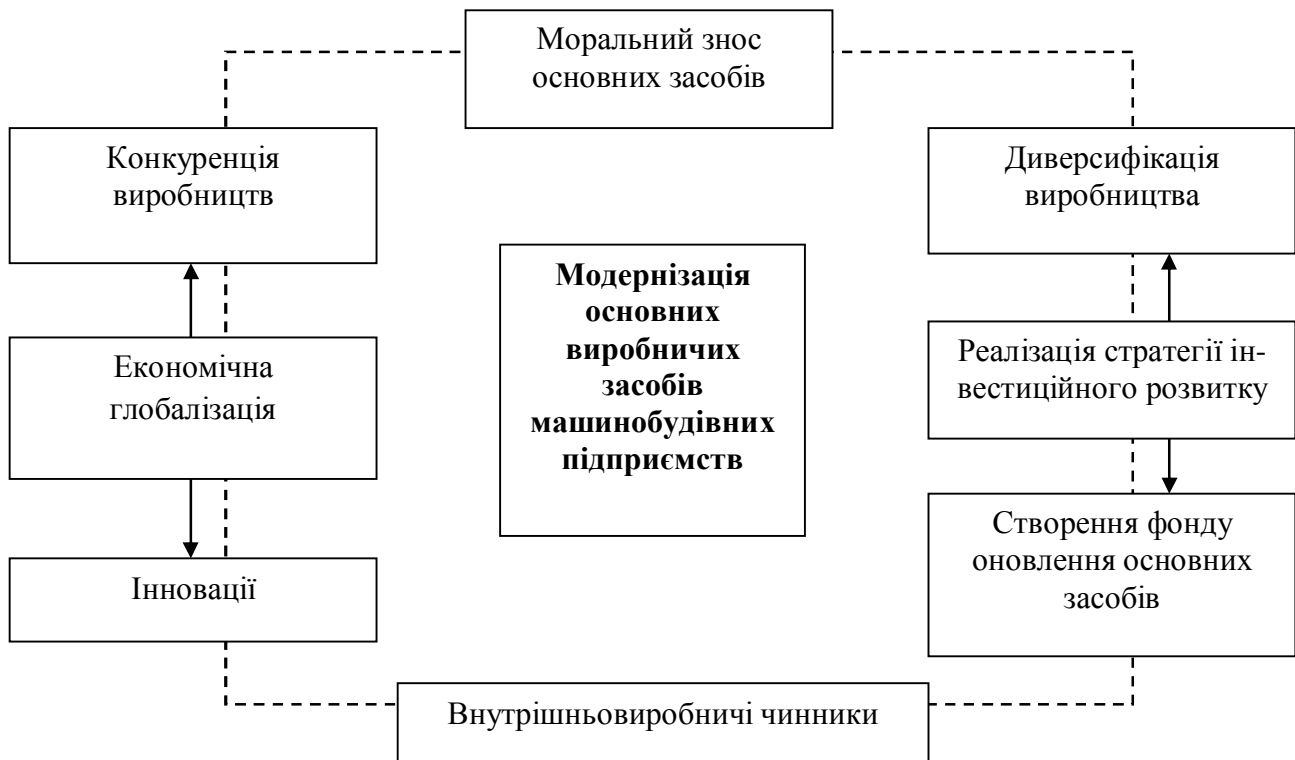 Моральний знос
основних засобів
Конкуренція
виробництв
Диверсифікація
виробництва
Модернізація
основних
виробничих
засобів
машинобудівних
підприємств
Економічна
глобалізація
Реалізація стратегії ін-
вестиційного розвитку
Інновації
Створення фонду
оновлення основних
засобів
Внутрішньовиробничі чинники